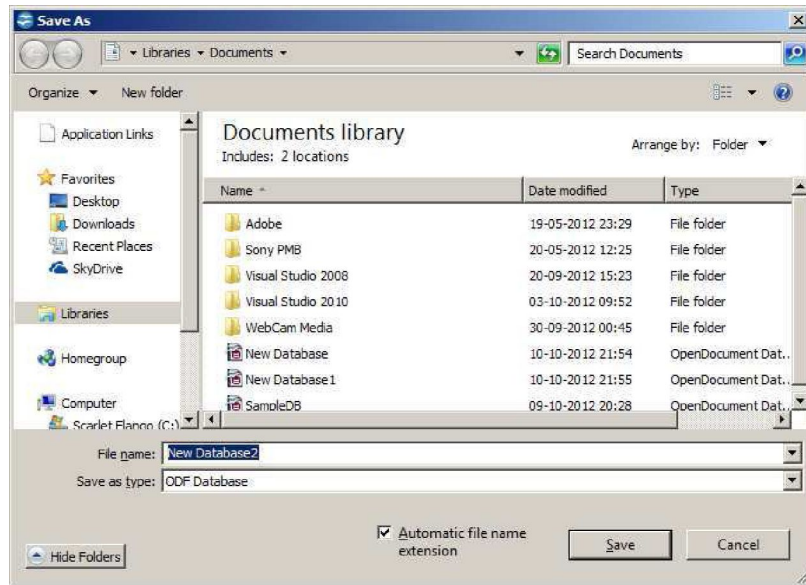 Save As
Libraries Documents
Search Documents
Organize New folder
Application Links
Favorites
Desktop
Downloads
Recent Places
SkyDrive
Libraries
Homegroup
Computer
Scarlet Flango (C:)
Documents library
Includes: 2 locations
Arrange by: Folder
Name Date modified Type
Adobe 19-05-2012 23:29 File folder
Sony PMB 20-05-2012 12:25 File folder
Visual Studio 2008 20-09-2012 15:23 File folder
Visual Studio 2010 03-10-2012 09:52 File folder
WebCam Media 30-09-2012 00:45 File folder
New Database 10-10-2012 21:54 OpenDocument Dat...
New Database1 10-10-2012 21:55 OpenDocument Dat...
SampleDB 09-10-2012 20:28 OpenDocument Dat...
File name: New Database2
Save as type: ODF Database
Automatic file name
extension
Save Cancel
Hide Folders